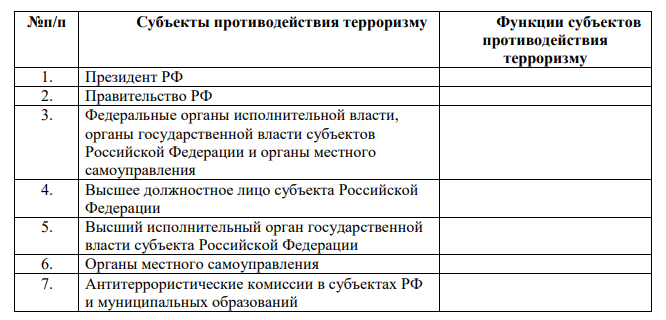 №п/п Субъекты противодействия терроризму Функции субъектов
противодействия
терроризму
1. Президент РФ
2. Правительство РФ
3. Федеральные органы исполнительной власти,
органы государственной власти субъектов
Российской Федерации и органы местного
самоуправления
4. Высшее должностное лицо субъекта Российской
Федерации
5. Высший исполнительный орган государственной
власти субъекта Российской Федерации
6. Органы местного самоуправления
7. Антитеррористические комиссии в субъектах РФ
и муниципальных образований